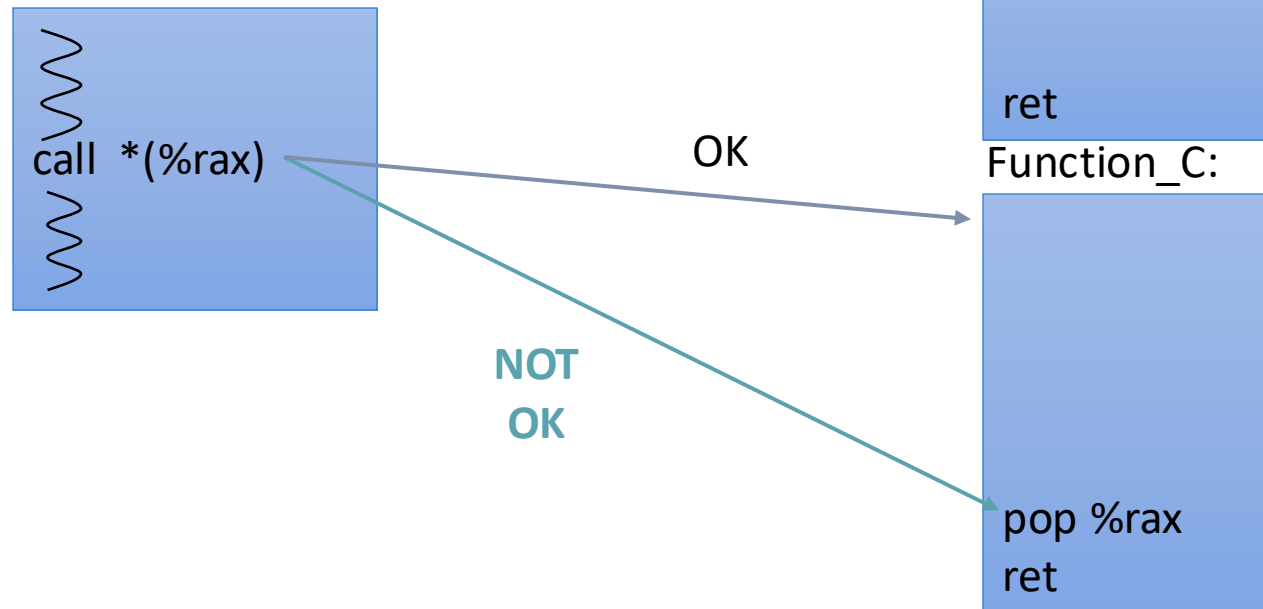 call  *(%rax)
OK
NOT
OK
ret
Function_C:
pop %rax
ret